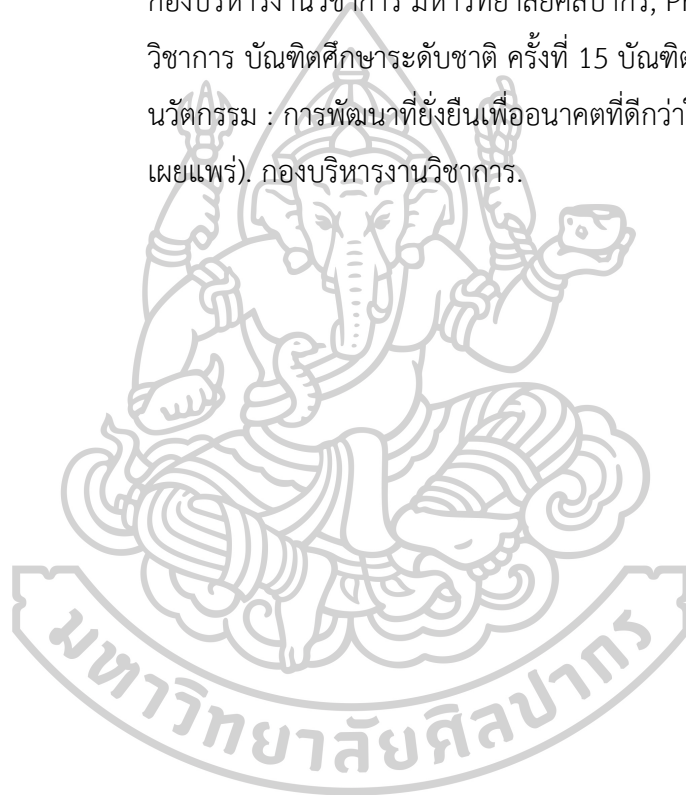 กองบริหารงานวิชาการ มหาวิทยาลัยศิลปากร,
วิชาการ บัณฑิตศึกษาระดับชาติ ครั้งที่ 15
นวัตกรรม : การพัฒนาที่ยั่งยืนเพื่ออนาคตที่ดีกว่า
เผยแพร่). กองบริหารงานวิชาการ.
มหาวิทยาลัยศิลปากร